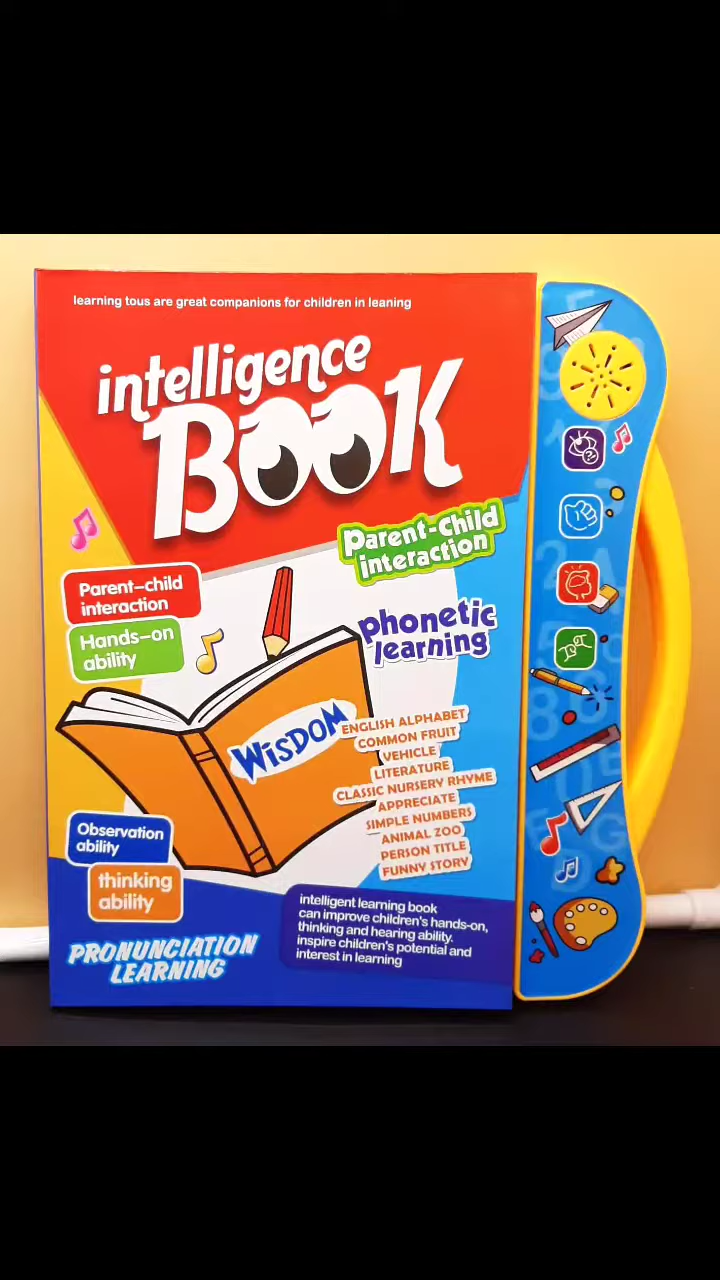 learning tous are great companions for children in leaning
intelligence
BOOK
Parent-child
interaction
Parent-child
interaction
Hands-on
ability
phonetic
learning
WISDOM
ENGLISH ALPHABET
COMMON FRUIT
VEHICLE
LITERATURE
CLASSIC NURSERY RHYME
APPRECIATE
SIMPLE NUMBERS
ANIMAL ZOO
PERSON TITLE
FUNNY STORY
Observation
ability
thinking
ability
PRONUNCIATION
LEARNING
intelligent learning book
can improve children's hands-on,
thinking and hearing ability.
inspire children's potential and
interest in learning